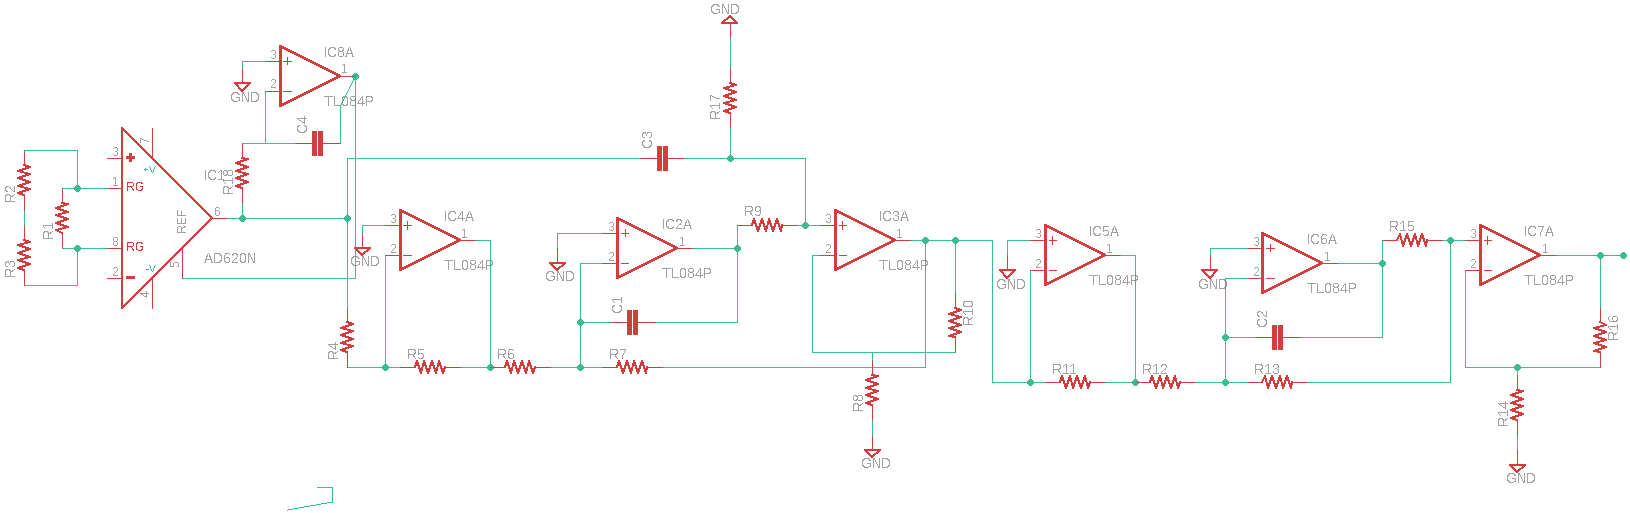 GND
IC8A
3
1
2
GND
TL084P
R17
C4
C3
7
3
+V
IC1
R18
R2
1
RG
R1
REF
6
R3
8
RG
5
AD620N
-V
2
4
IC4A
3
1
2
GND
TL084P
IC2A
3
1
2
GND
TL084P
R9
IC3A
3
1
2
TL084P
IC5A
3
1
2
GND
TL084P
IC6A
3
1
2
GND
TL084P
R15
IC7A
3
1
2
TL084P
C1
R10
C2
R16
R4
R5
R6
R7
R8
R11
R12
R13
R14
GND
GND